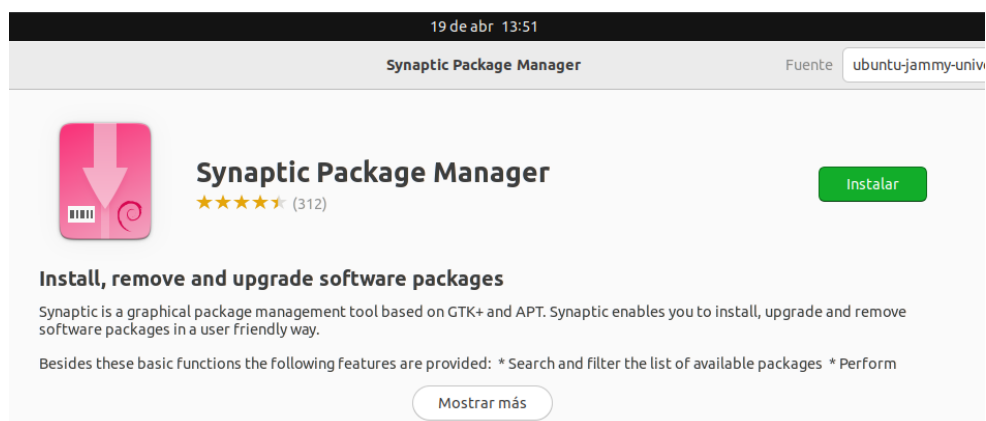 19 de abr 13:51
Synaptic Package Manager
Fuente
ubuntu-jammy-unive
Synaptic Package Manager
(312)
Instalar
Install, remove and upgrade software packages
Synaptic is a graphical package management tool based on GTK+ and APT. Synaptic enables you to install, upgrade and remove
software packages in a user friendly way.
Besides these basic functions the following features are provided: * Search and filter the list of available packages * Perform
Mostrar más